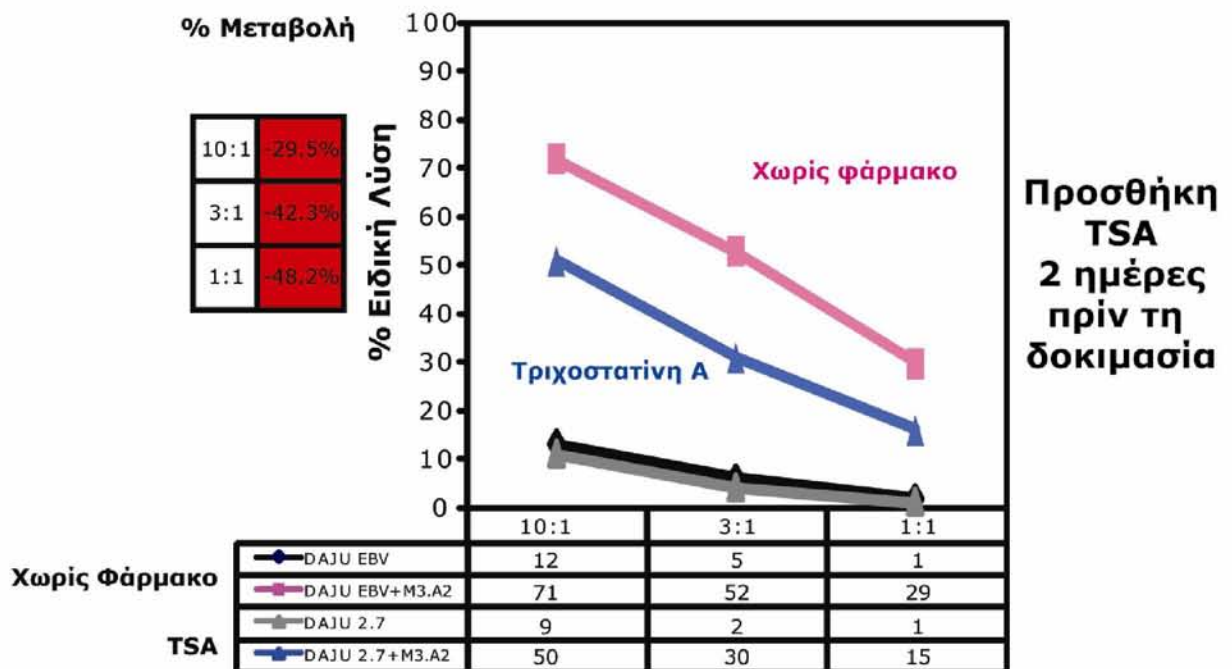 % Μεταβολή
10:1 -29,5%
3:1 -42.3%
1:1 -48,2%
% Ειδική Λύση
100
90
80
70
60
50
40
30
20
10
0
Χωρίς φάρμακο
Τριχοστατίνη Α
Προσθήκη
TSA
2 ημέρες
πρίν τη
δοκιμασία
10:1 3:1 1:1
Χωρίς Φάρμακο
DAJU EBV 12 5 1
DAJU EBV+M3.A2 71 52 29
TSA
DAJU 2.7 9 2 1
DAJU 2.7+M3.A2 50 30 15